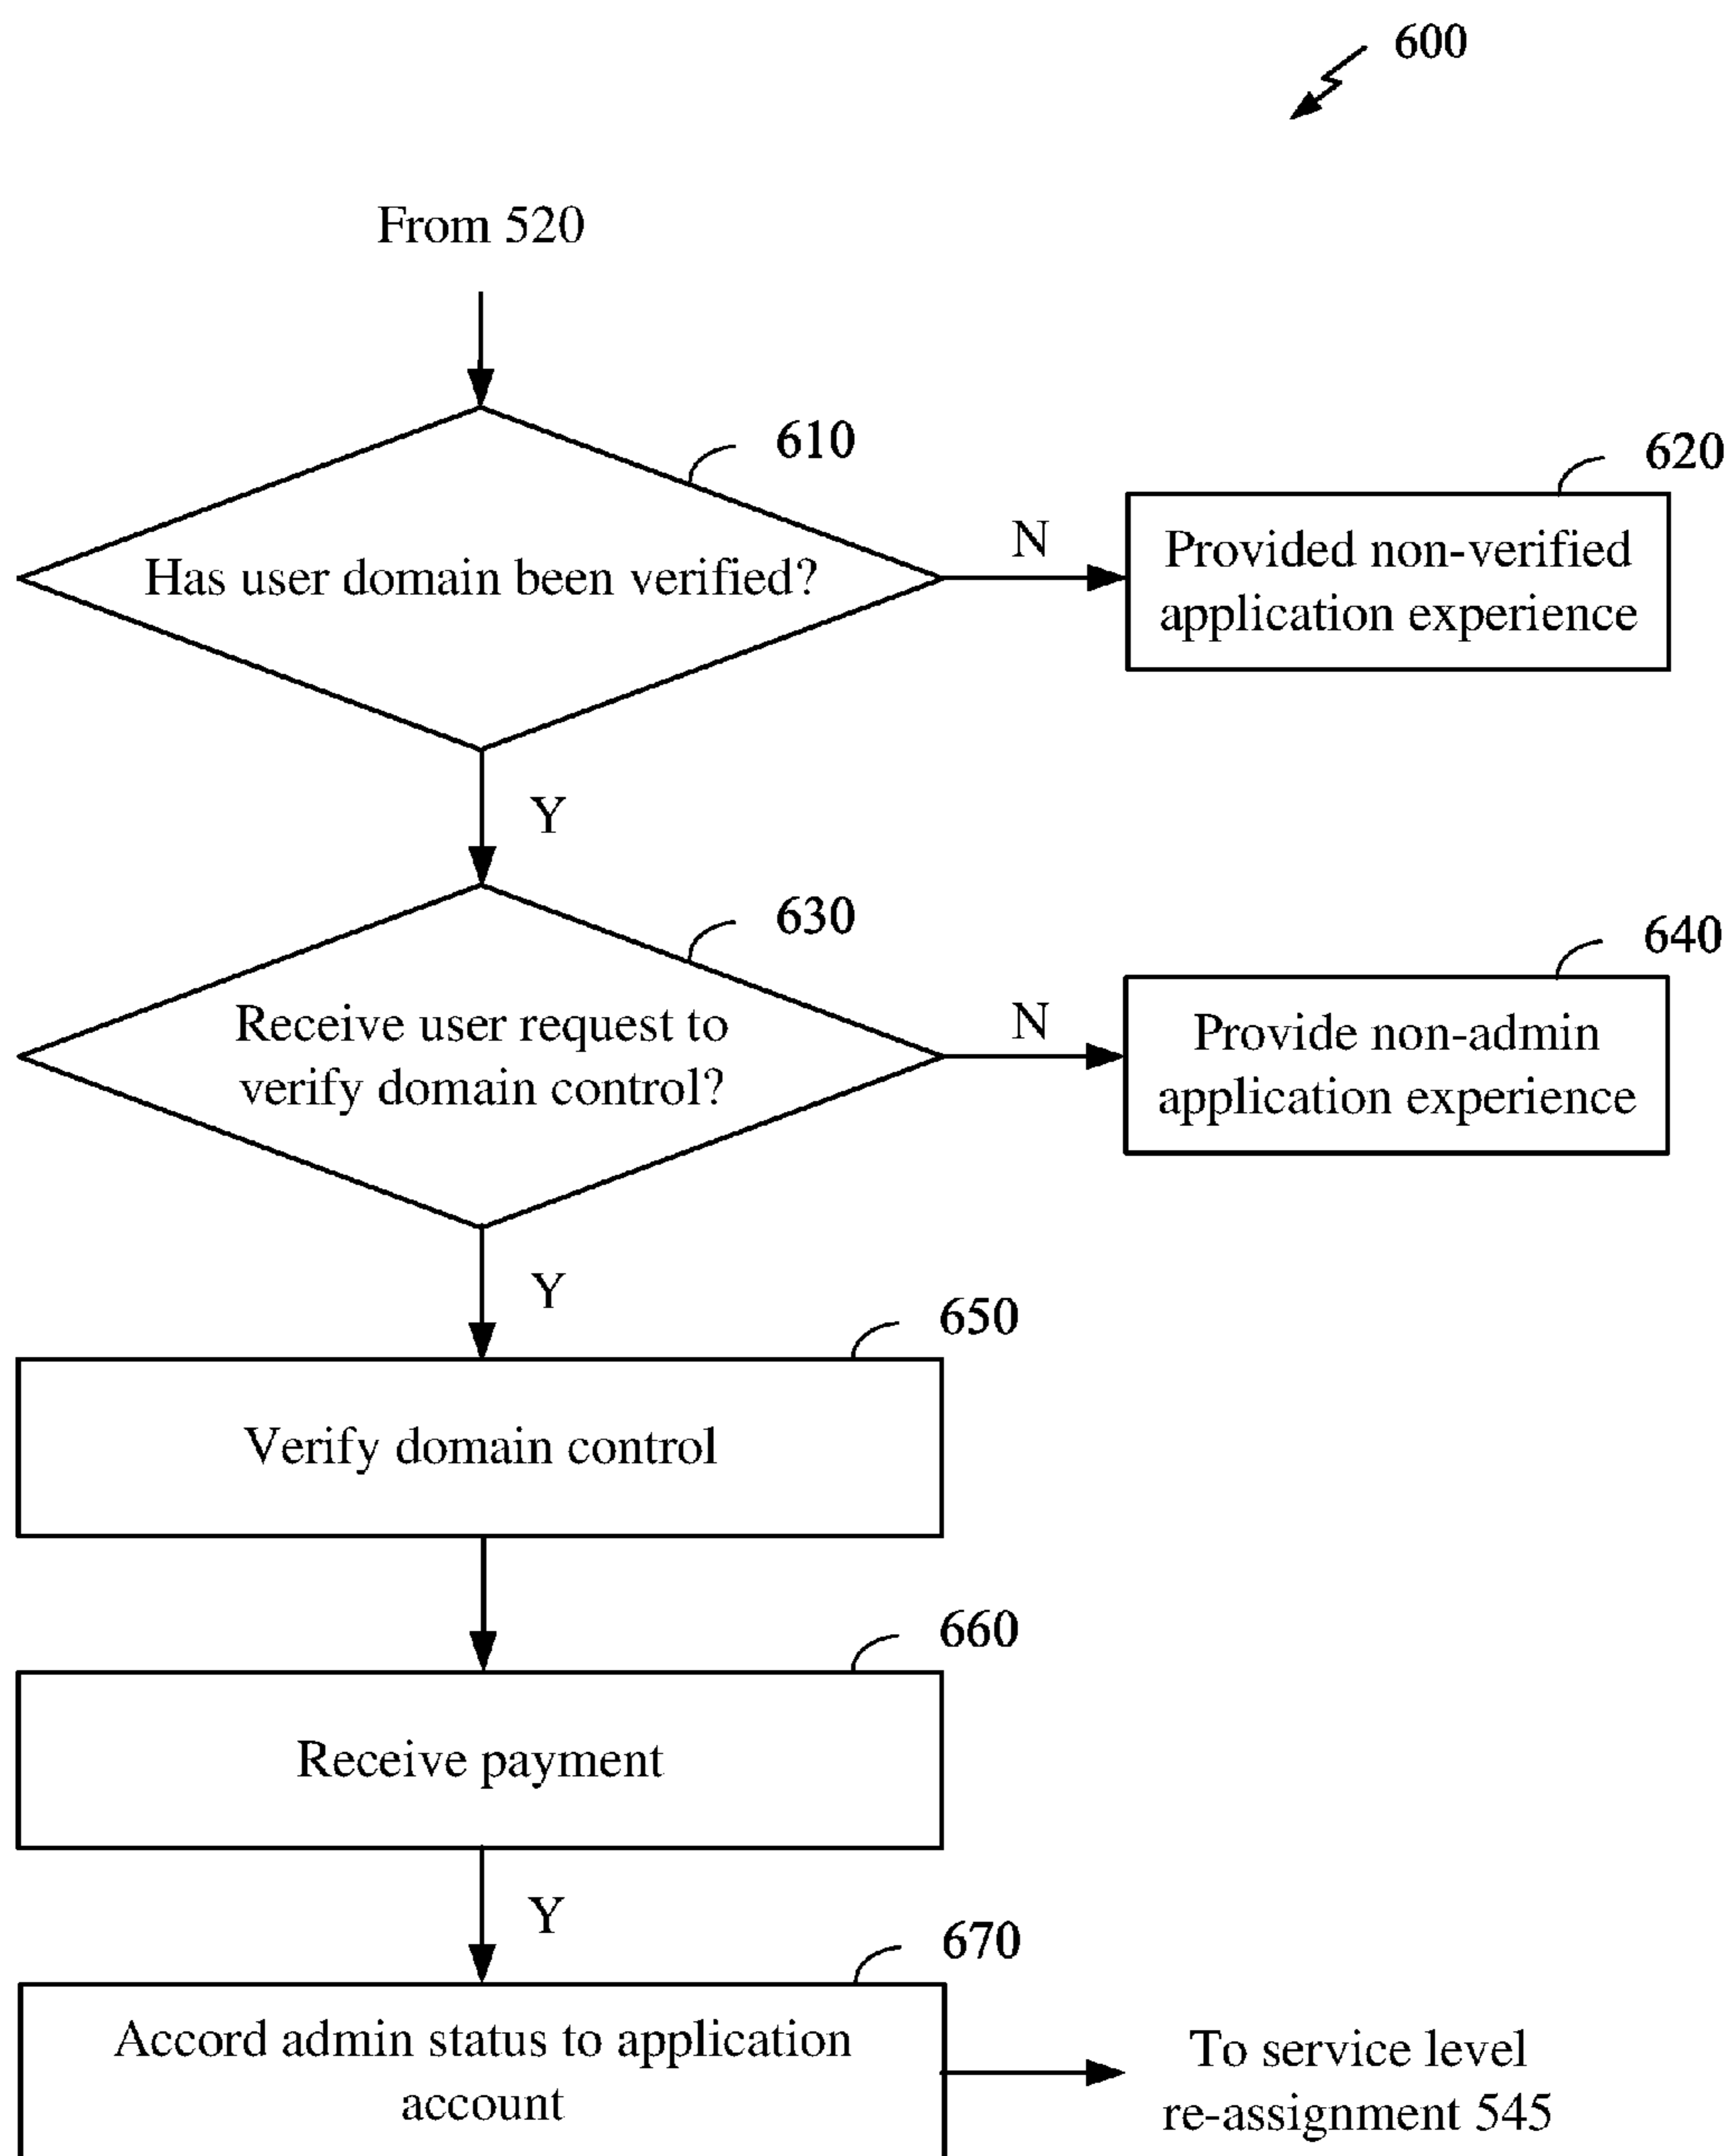 600
From 520
610
Has user domain been verified?
N
620
Provided non-verified
application experience
Y
630
Receive user request to
verify domain control?
N
640
Provide non-admin
application experience
Y
650
Verify domain control
660
Receive payment
Y
670
Accord admin status to application
account
To service level
re-assignment 545